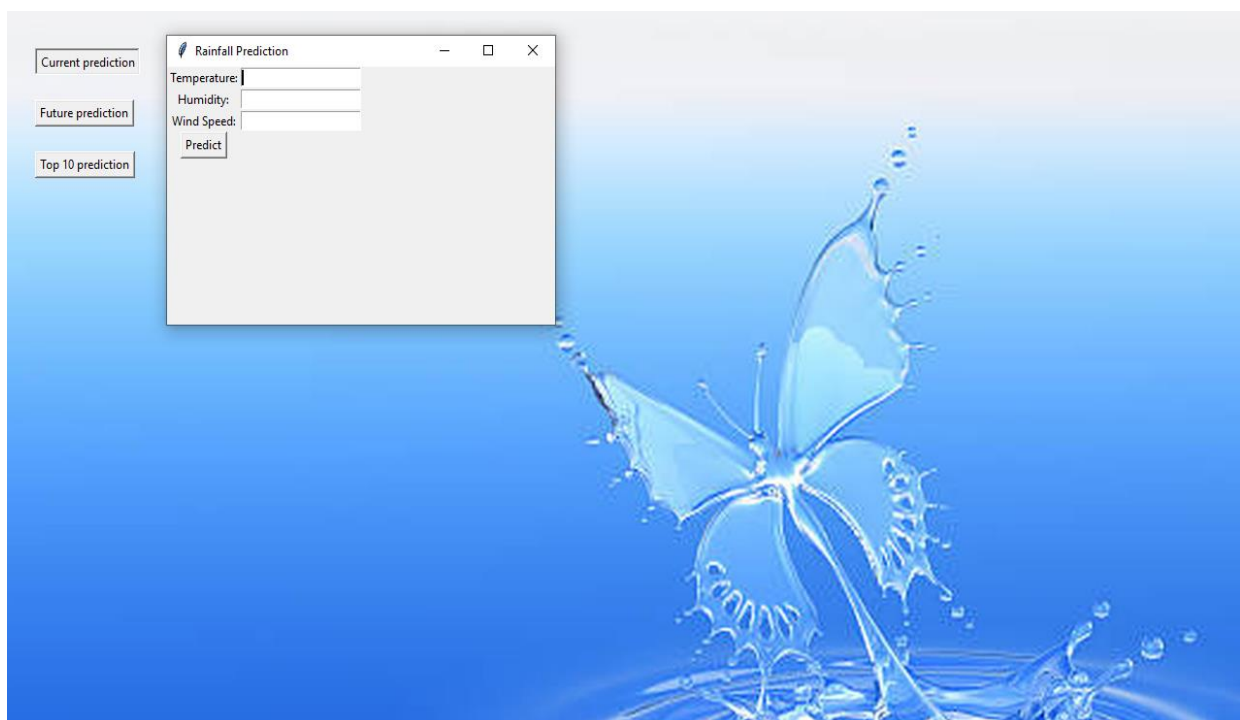 Current prediction
Future prediction
Top 10 prediction
Rainfall Prediction
Temperature:
Humidity:
Wind Speed:
Predict